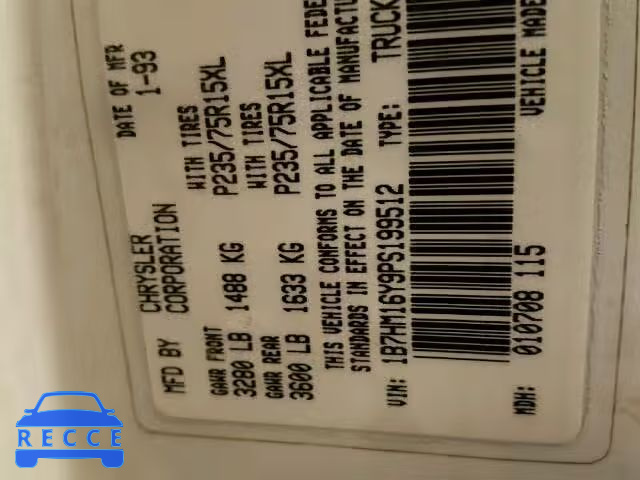 MFD BY CHRYSLER CORPORATION DATE OF MFR 1-93
GAWR FRONT WITH TIRES
3280 LB 1488 KG P235/75R15XL
GAWR REAR WITH TIRES
3600 LB 1633 KG P235/75R15XL
THIS VEHICLE CONFORMS TO ALL APPLICABLE FEDE
STANDARDS IN EFFECT ON THE DATE OF MANUFACTUR
VIN: 1B7HM16Y9PS199512 TYPE: TRUCK
MDH: 010708 115 VEHICLE MADE
RECCE